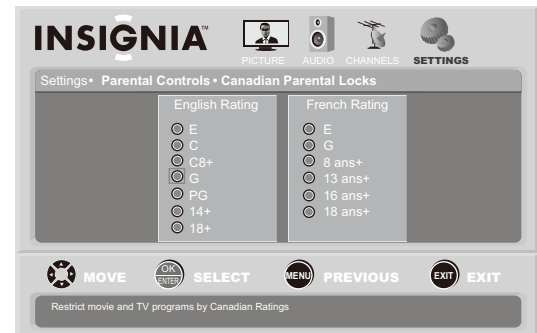 INSIGNIA™
PICTURE AUDIO CHANNELS SETTINGS
Settings• Parental Controls • Canadian Parental Locks
English Rating
E
C
C8+
G
PG
14+
18+
French Rating
E
G
8 ans+
13 ans+
16 ans+
18 ans+
MOVE
OK
ENTER
SELECT
MENU
PREVIOUS
EXIT
EXIT
Restrict movie and TV programs by Canadian Ratings